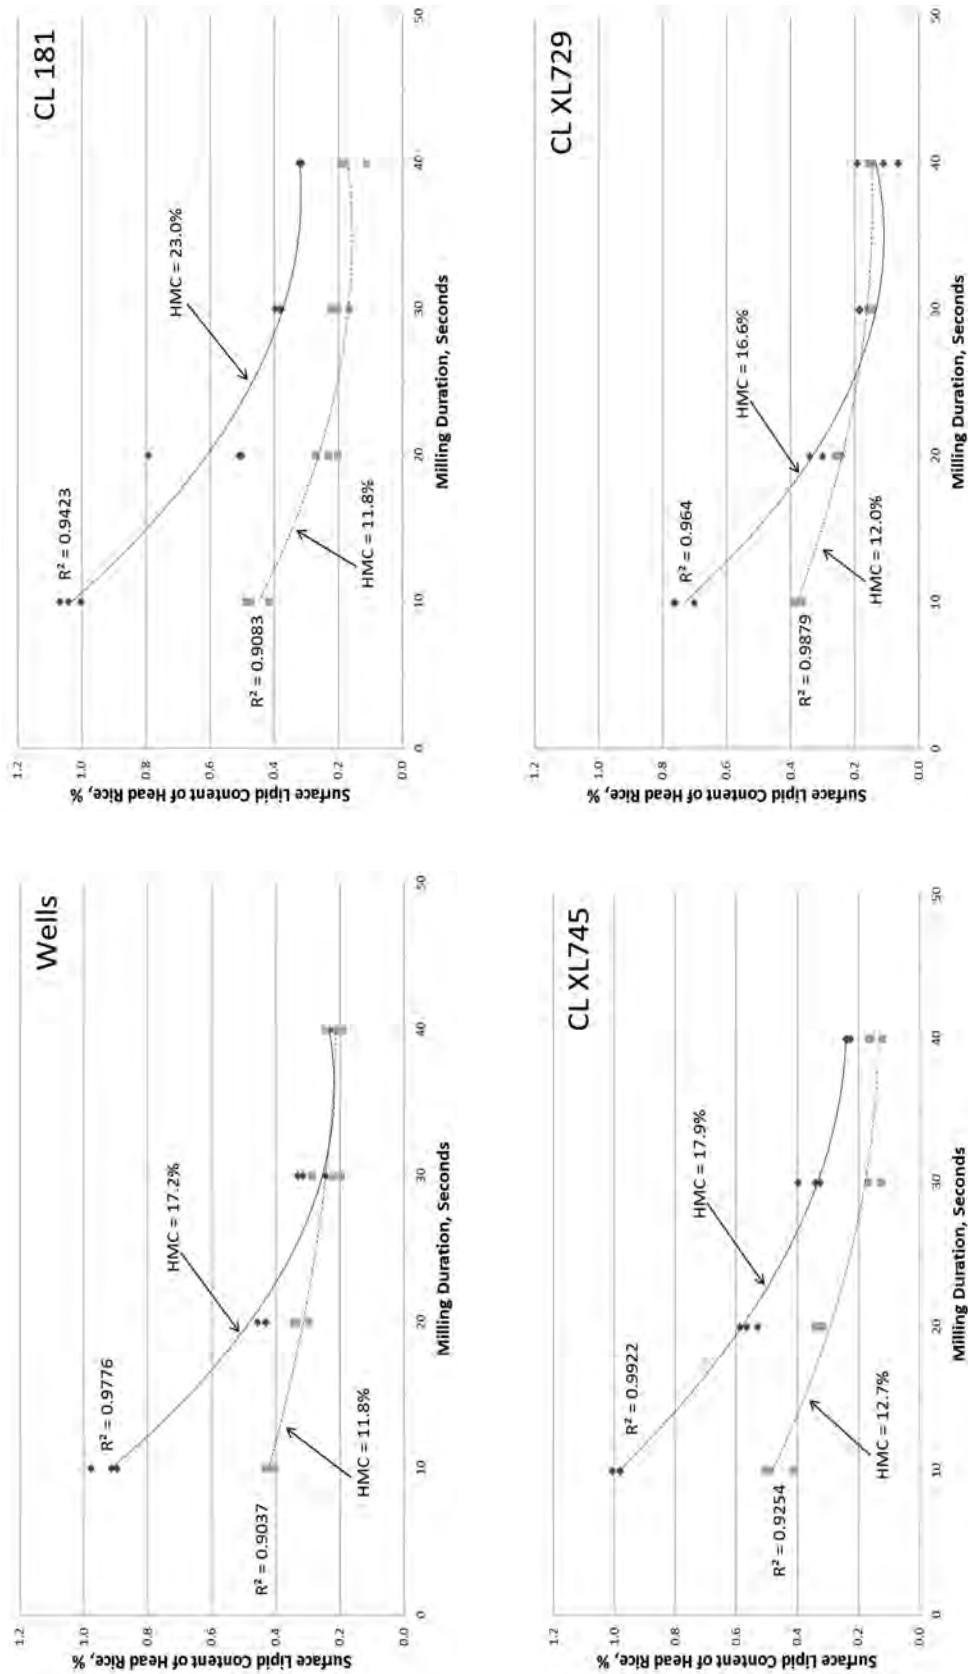 Wells
Surface Lipid Content of Head Rice, %
1.2
1.0
0.8
0.6
0.4
0.2
0.0
R² = 0.9776
HMC = 17.2%
R² = 0.9037
HMC = 11.8%
0
10
20
30
40
50
Milling Duration, Seconds
CL 181
Surface Lipid Content of Head Rice, %
1.2
1.0
0.8
0.6
0.4
0.2
0.0
R² = 0.9423
HMC = 23.0%
R² = 0.9083
HMC = 11.8%
0
10
20
30
40
50
Milling Duration, Seconds
CL XL745
Surface Lipid Content of Head Rice, %
1.2
1.0
0.8
0.6
0.4
0.2
0.0
R² = 0.9922
HMC = 17.9%
R² = 0.9254
HMC = 12.7%
0
10
20
30
40
50
Milling Duration, Seconds
CL XL729
Surface Lipid Content of Head Rice, %
1.2
1.0
0.8
0.6
0.4
0.2
0.0
R² = 0.964
HMC = 16.6%
R² = 0.9879
HMC = 12.0%
0
10
20
30
40
50
Milling Duration, Seconds